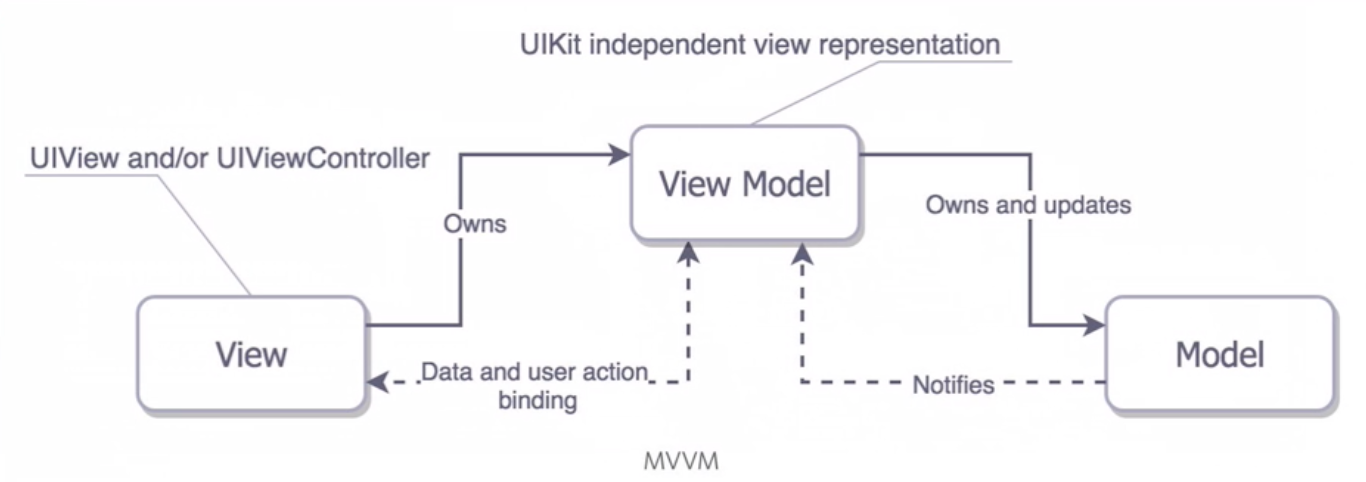 UIKit independent view representation
UIView and/or UIViewController
View Model
Owns and updates
Owns
View
Model
Data and user action
binding
Notifies
MVVM